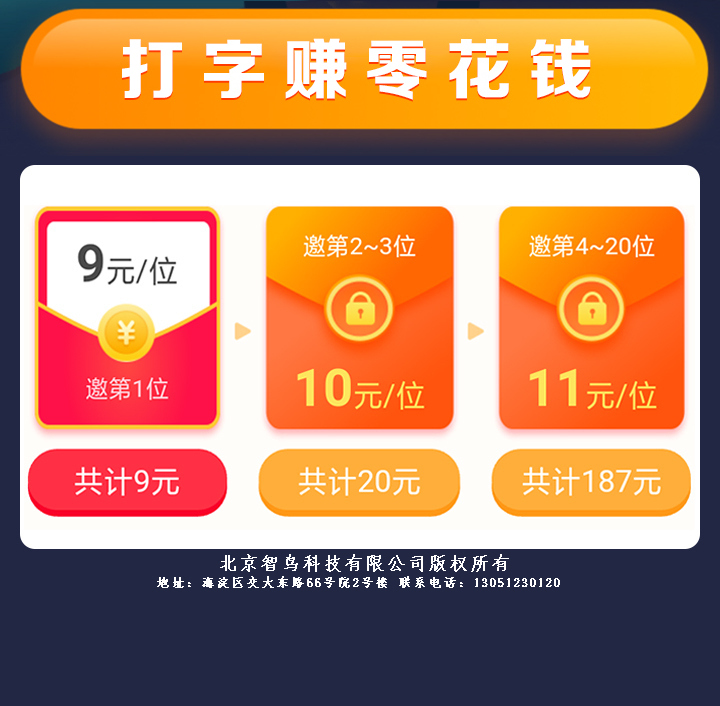 打字赚零花钱
9元/位
¥
邀第1位
邀第2~3位
10元/位
邀第4~20位
11元/位
共计9元
共计20元
共计187元
北京智鸟科技有限公司版权所有
地址：海淀区交大东路66号院2号楼 联系电话：13051230120